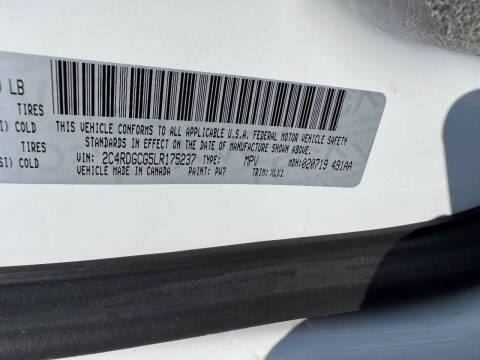 LB
TIRES
SI) COLD
TIRES
SI) COLD
THIS VEHICLE CONFORMS TO ALL APPLICABLE U.S.A. FEDERAL MOTOR VEHICLE SAFETY
STANDARDS IN EFFECT ON THE DATE OF MANUFACTURE SHOWN ABOVE.
VIN: 2C4RDGCG5LR175237 TYPE: MPV MDH:020719 491AA
VEHICLE MADE IN CANADA PAINT: PW7 TRIM: XLX1